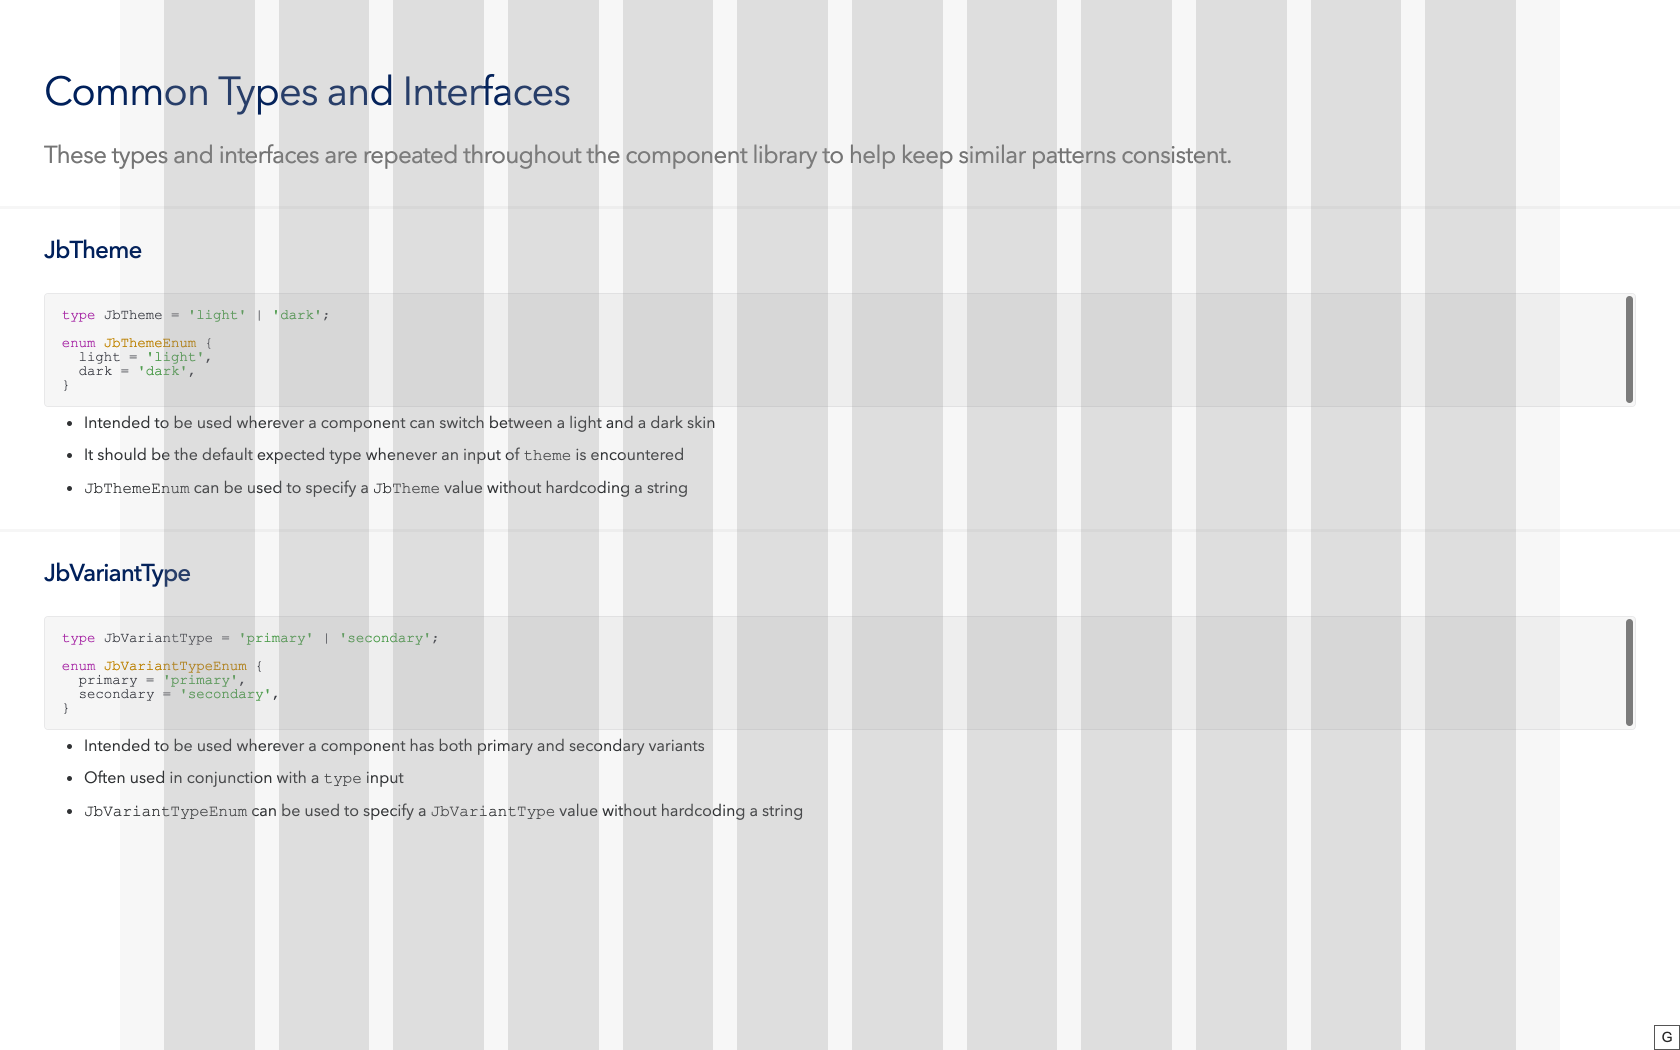 Common Types and Interfaces
These types and interfaces are repeated throughout the component library to help keep similar patterns consistent.
JbTheme
type JbTheme = 'light' | 'dark';
enum JbThemeEnum {
  light = 'light',
  dark = 'dark',
}
• Intended to be used wherever a component can switch between a light and a dark skin
• It should be the default expected type whenever an input of theme is encountered
• JbThemeEnum can be used to specify a JbTheme value without hardcoding a string
JbVariantType
type JbVariantType = 'primary' | 'secondary';
enum JbVariantTypeEnum {
  primary = 'primary',
  secondary = 'secondary',
}
• Intended to be used wherever a component has both primary and secondary variants
• Often used in conjunction with a type input
• JbVariantTypeEnum can be used to specify a JbVariantType value without hardcoding a string
G